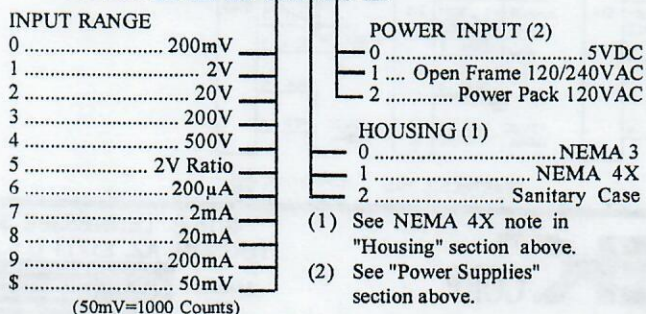 INPUT RANGE
0 ........................ 200mV
1 ............................. 2V
2 ........................... 20V
3 ......................... 200V
4 ......................... 500V
5 ................... 2V Ratio
6 ........................ 200µA
7 .......................... 2mA
8 ........................ 20mA
9 ....................... 200mA
$ ......................... 50mV
(50mV=1000 Counts)
POWER INPUT (2)
0 .................................. 5VDC
1 .... Open Frame 120/240VAC
2 ............. Power Pack 120VAC
HOUSING (1)
0 ............................... NEMA 3
1 ............................ NEMA 4X
2 ...................... Sanitary Case
(1) See NEMA 4X note in
"Housing" section above.
(2) See "Power Supplies"
section above.